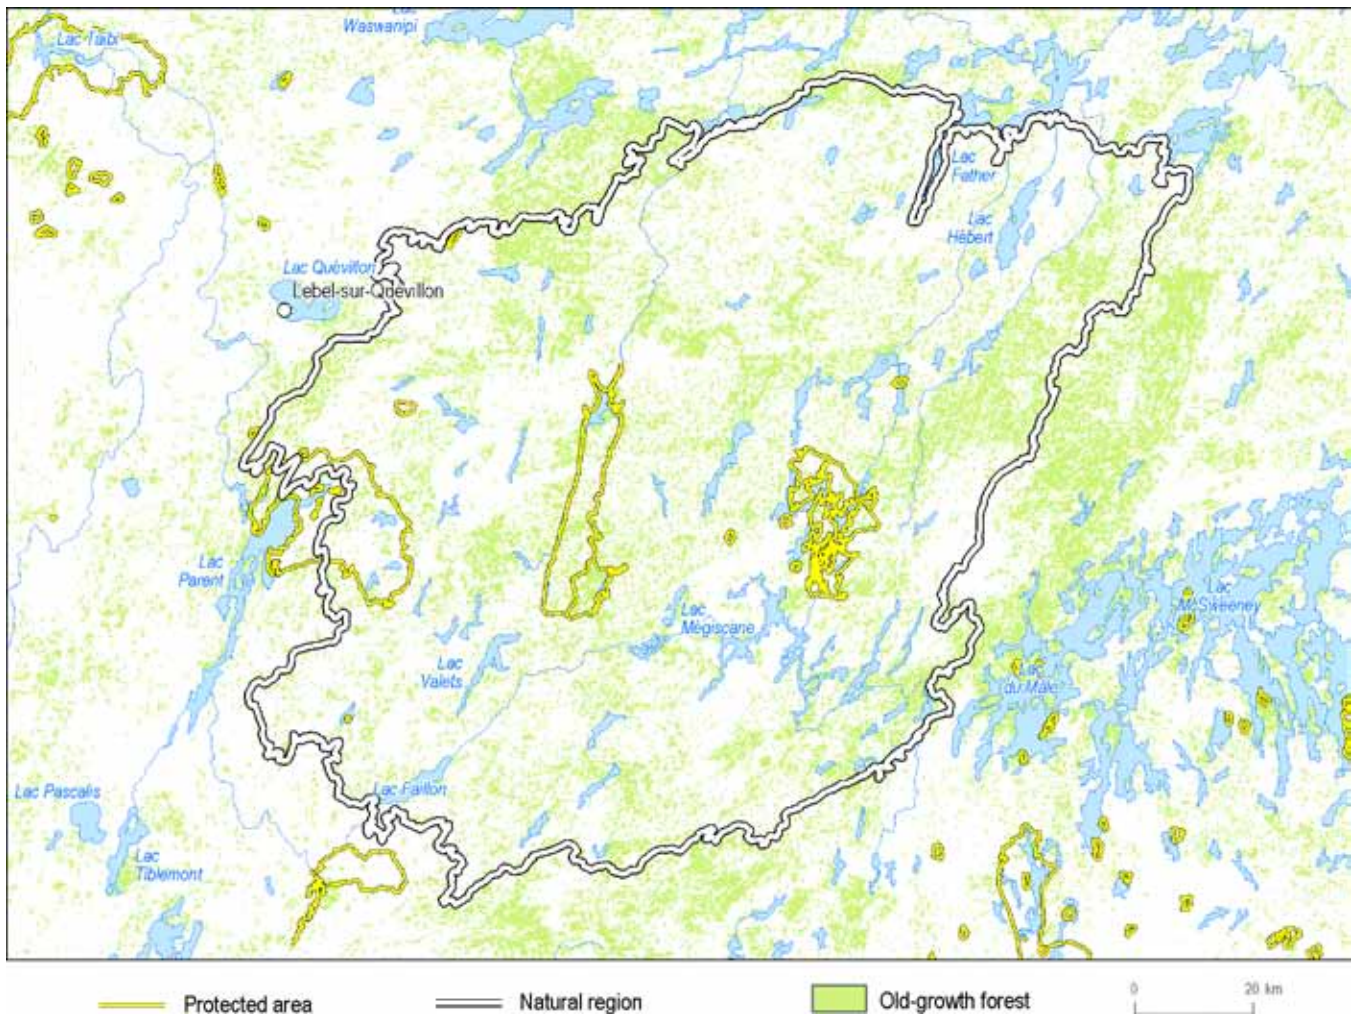 Lac
Waswanipi
Lac Taibi
Lac
Father
Lac
Hébert
Lac Quévillon
Lebel-sur-Quévillon
Lac
Parent
Lac
McSweeney
Lac
Mégiscane
Lac
Valets
Lac
du Mâle
Lac Faillon
Lac Pascalis
Lac
Tiblemont
Protected area
Natural region
Old-growth forest
0 20 km